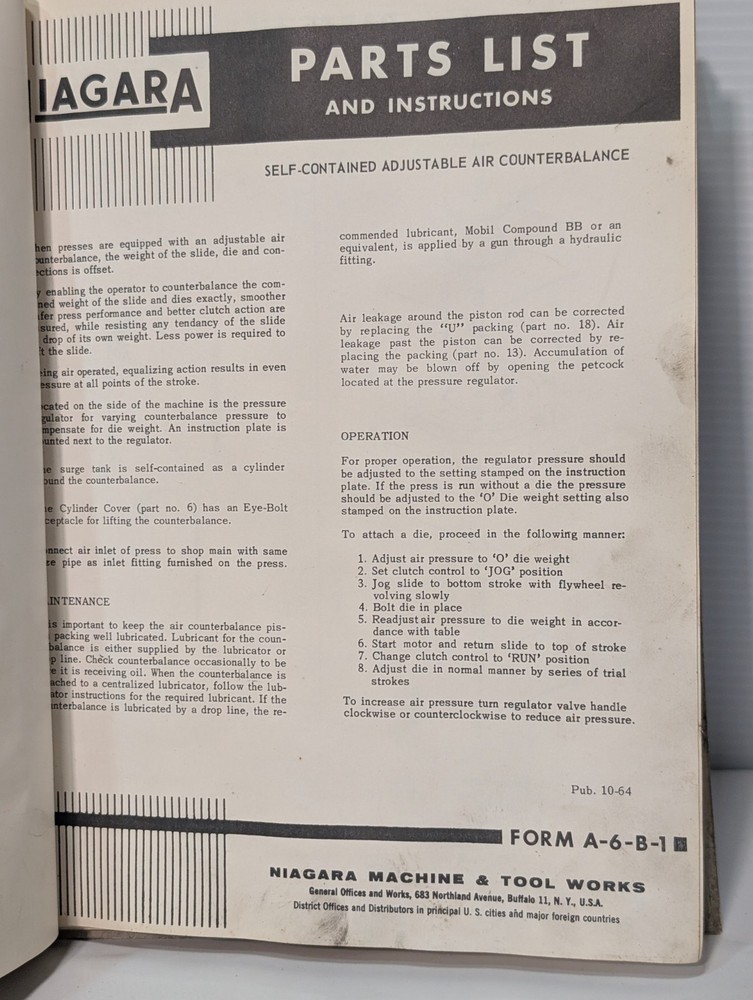 IAGARA
PARTS LIST
AND INSTRUCTIONS
SELF-CONTAINED ADJUSTABLE AIR COUNTERBALANCE
presses are equipped with an adjustable air
the weight of the slide, die and con-
is offset.
enabling the operator to counterbalance the com-
weight of the slide and dies exactly, smoother
press performance and better clutch action are
while resisting any tendency of the slide
drop of its own weight. Less power is required to
the slide.
air operated, equalizing action results in even
at all points of the stroke.
on the side of the machine is the pressure
for varying counterbalance pressure to
for die weight. An instruction plate is
next to the regulator.
surge tank is self-contained as a cylinder
the counterbalance.
Cylinder Cover (part no. 6) has an Eye-Bolt
for lifting the counterbalance.
air inlet of press to shop main with same
pipe as inlet fitting furnished on the press.
INTENANCE
is important to keep the air counterbalance pis-
packing well lubricated. Lubricant for the coun-
is either supplied by the lubricator or
line. Check counterbalance occasionally to be
it is receiving oil. When the counterbalance is
to a centralized lubricator, follow the lub-
instructions for the required lubricant. If the
is lubricated by a drop line, the re-
commended lubricant, Mobil Compound BB or an
equivalent, is applied by a gun through a hydraulic
fitting.
Air leakage around the piston rod can be corrected
by replacing the "U" packing (part no. 18). Air
leakage past the piston can be corrected by re-
placing the packing (part no. 13). Accumulation of
water may be blown off by opening the petcock
located at the pressure regulator.
OPERATION
For proper operation, the regulator pressure should
be adjusted to the setting stamped on the instruction
plate. If the press is run without a die the pressure
should be adjusted to the 'O' Die weight setting also
stamped on the instruction plate.
To attach a die, proceed in the following manner:
1. Adjust air pressure to 'O' die weight
2. Set clutch control to 'JOG' position
3. Jog slide to bottom stroke with flywheel re-
volving slowly
4. Bolt die in place
5. Readjust air pressure to die weight in accor-
dance with table
6. Start motor and return slide to top of stroke
7. Change clutch control to 'RUN' position
8. Adjust die in normal manner by series of trial
strokes
To increase air pressure turn regulator valve handle
clockwise or counterclockwise to reduce air pressure.
Pub. 10-64
FORM A-6-B-1
NIAGARA MACHINE & TOOL WORKS
General Offices and Works, 683 Northland Avenue, Buffalo 11, N. Y., U.S.A.
District Offices and Distributors in principal U. S. cities and major foreign countries